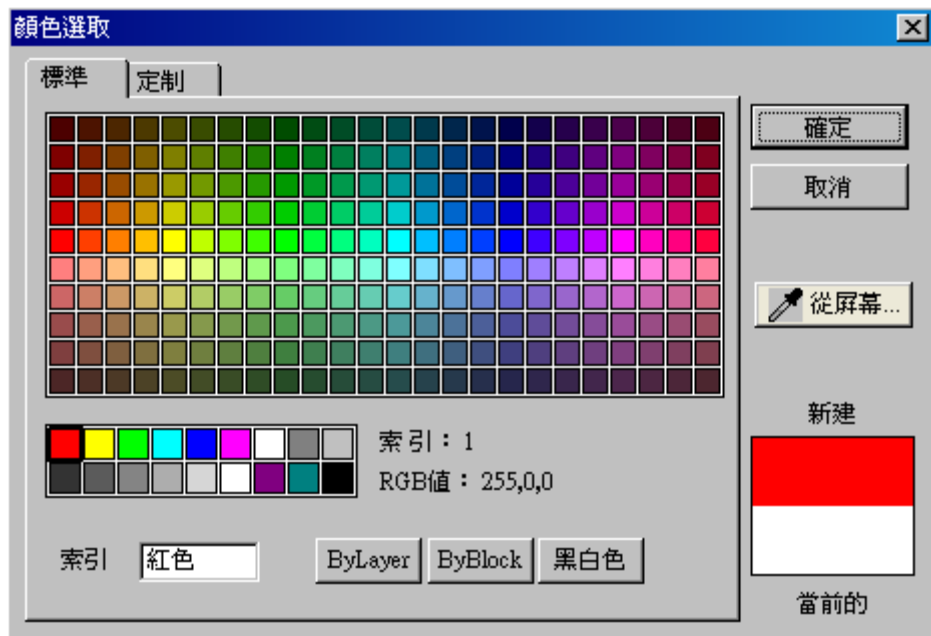 顏色選取
標準 定制
確定
取消
從屏幕...
索引：1
RGB值：255,0,0
新建
索引 紅色 ByLayer ByBlock 黑白色
當前的